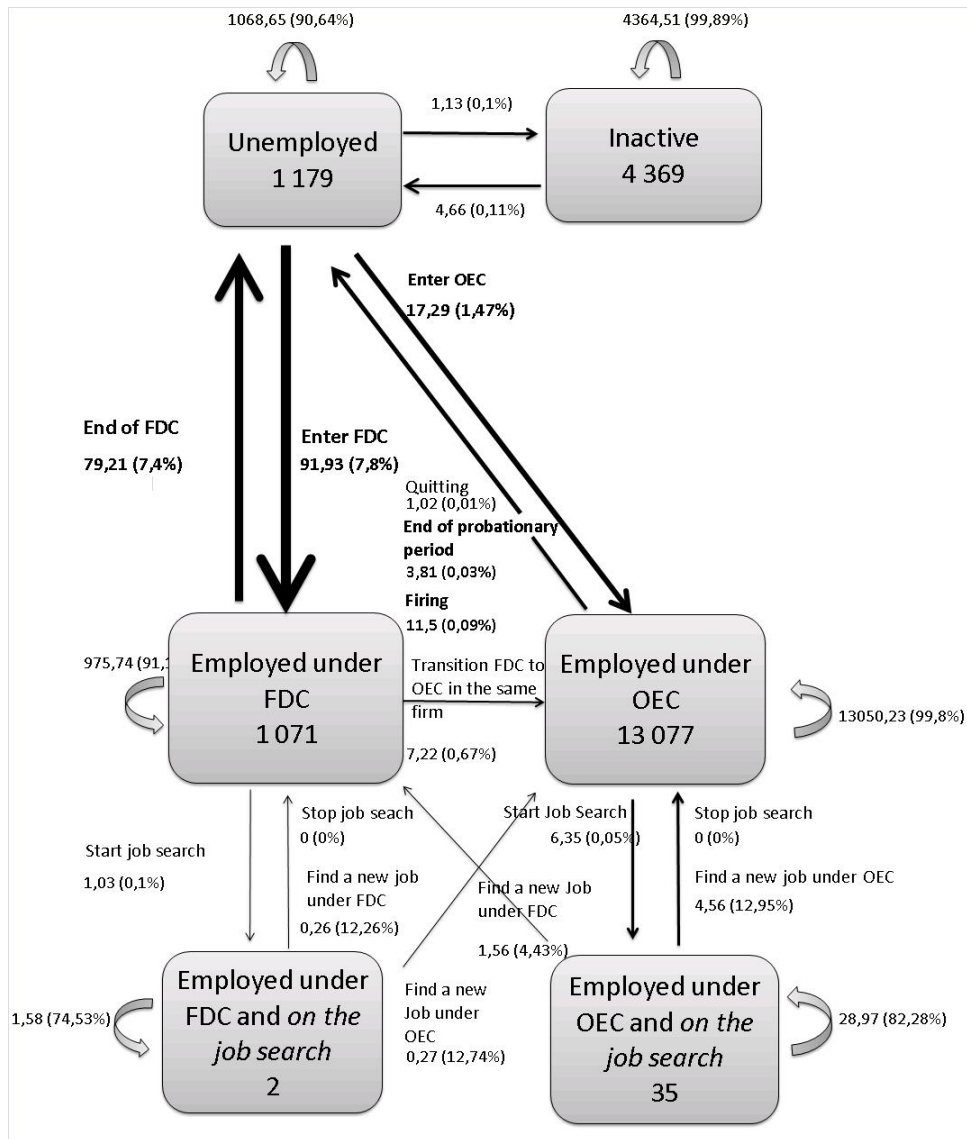 1068,65 (90,64%)
4364,51 (99,89%)
Unemployed
1 179
1,13 (0,1%)
4,66 (0,11%)
Inactive
4 369
Enter OEC
17,29 (1,47%)
End of FDC
79,21 (7,4%)
Enter FDC
91,93 (7,8%)
Quitting
1,02 (0,01%)
End of probationary
period
3,81 (0,03%)
Firing
11,5 (0,09%)
975,74 (91,
Employed under
FDC
1 071
Transition FDC to
OEC in the same
firm
7,22 (0,67%)
Employed under
OEC
13 077
13050,23 (99,8%)
Start job search
1,03 (0,1%)
Stop job seach
0 (0%)
Find a new job
under FDC
0,26 (12,26%)
Start Job Search
6,35 (0,05%)
Find a new Job
under FDC
1,56 (4,43%)
Stop job search
0 (0%)
Find a new job under OEC
4,56 (12,95%)
1,58 (74,53%)
Employed under
FDC and on the
job search
2
Find a new
Job under
OEC
0,27 (12,74%)
Employed under
OEC and on the
job search
35
28,97 (82,28%)